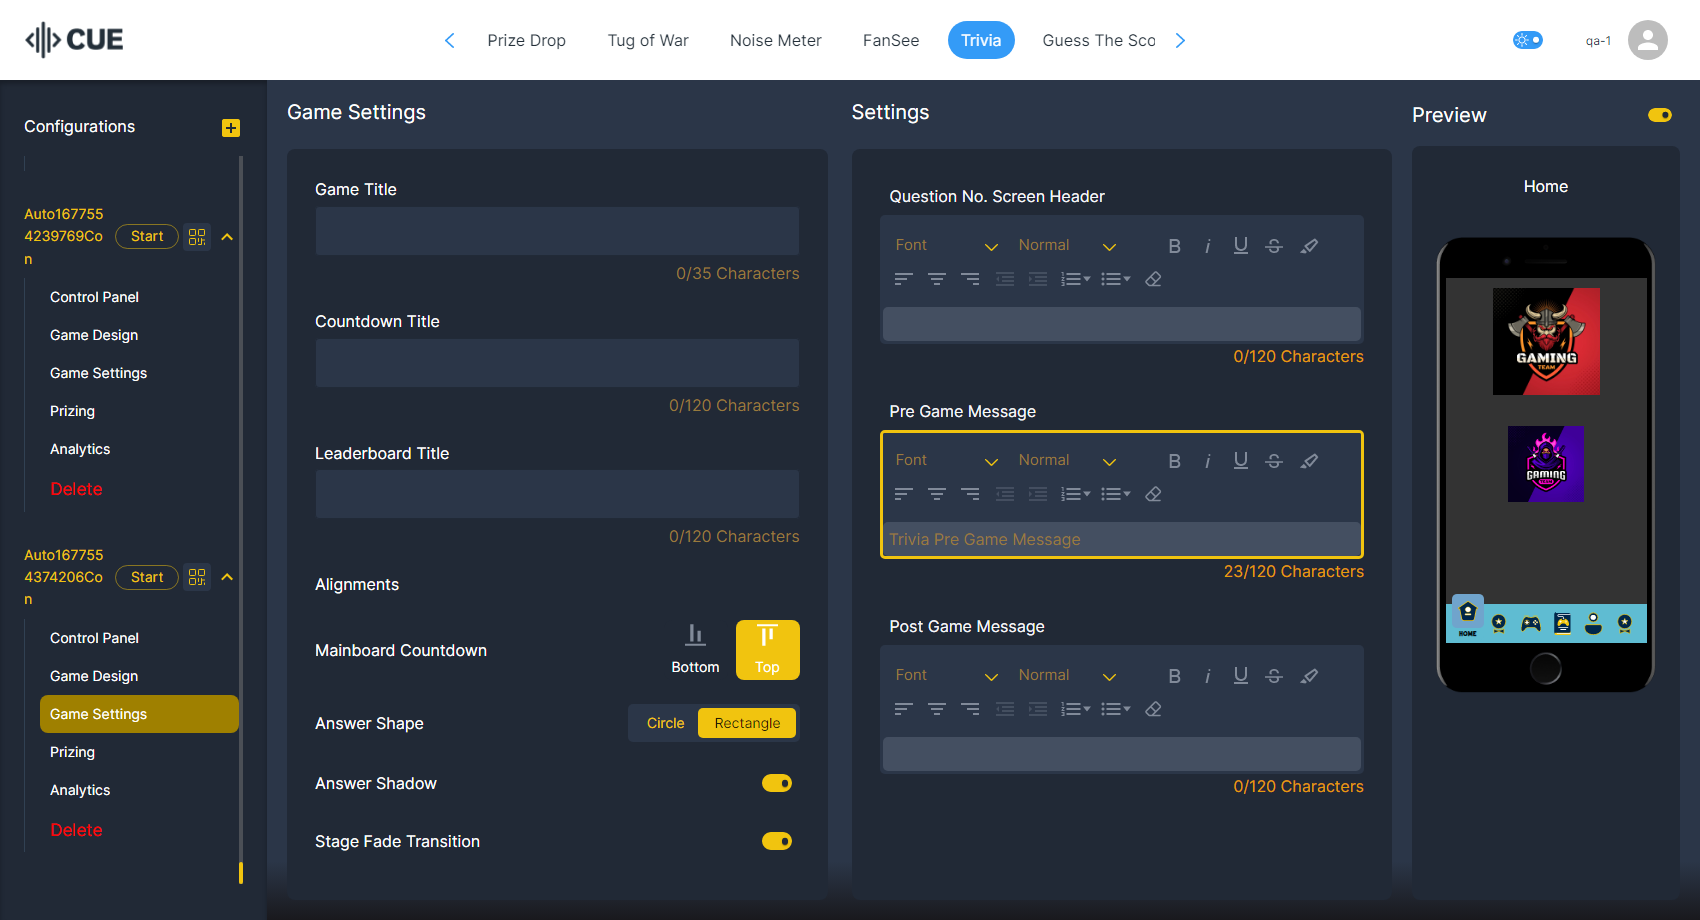 CUE
Prize Drop
Tug of War
Noise Meter
FanSee
Trivia
Guess The Sco
qa-1
Configurations
Auto167755
4239769Co
n
Start
Control Panel
Game Design
Game Settings
Prizing
Analytics
Delete
Auto167755
4374206Co
n
Start
Control Panel
Game Design
Game Settings
Prizing
Analytics
Delete
Game Settings
Game Title
0/35 Characters
Countdown Title
0/120 Characters
Leaderboard Title
0/120 Characters
Alignments
Mainboard Countdown
Bottom
Top
Answer Shape
Circle
Rectangle
Answer Shadow
Stage Fade Transition
Settings
Question No. Screen Header
Font
Normal
B
i
U
S
0/120 Characters
Pre Game Message
Font
Normal
B
i
U
S
Trivia Pre Game Message
23/120 Characters
Post Game Message
Font
Normal
B
i
U
S
0/120 Characters
Preview
Home
GAMING
TEAM
GAMING
TEAM
HOME